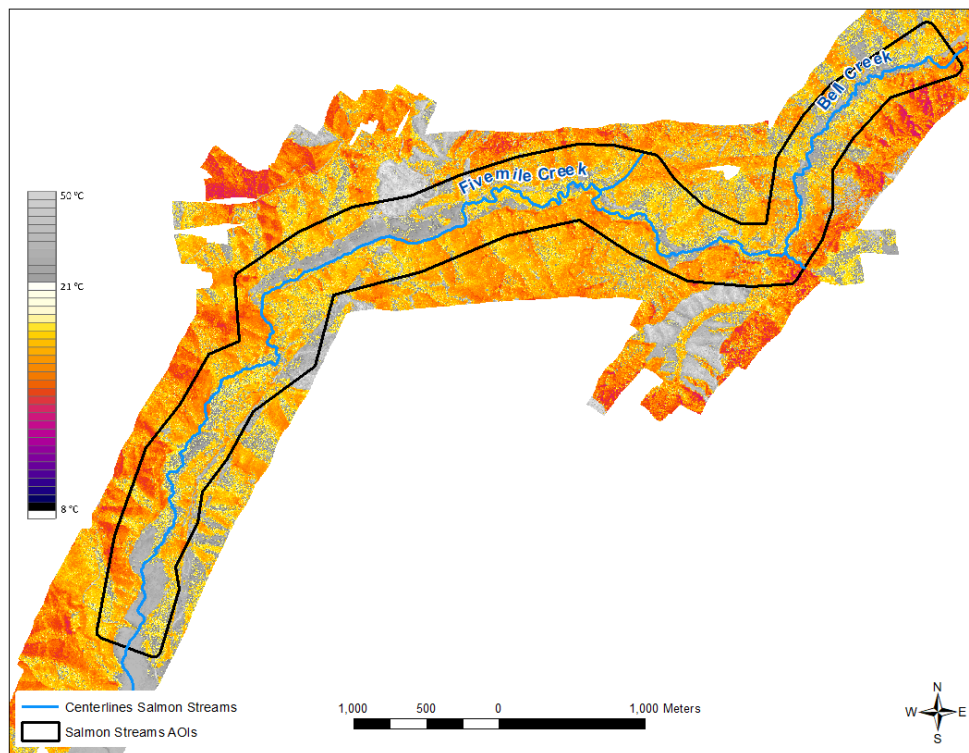 Bell Creek
Fivemile Creek
50 °C
21 °C
8 °C
Centerlines Salmon Streams
Salmon Streams AOIs
1,000 500 0 1,000 Meters
N
W E
S